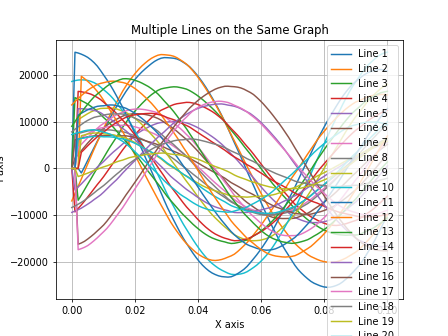 Multiple Lines on the Same Graph
20000
10000
0
−10000
−20000
0.00
0.02
0.04
0.06
X axis
Line 1
Line 2
Line 3
Line 4
Line 5
Line 6
Line 7
Line 8
Line 9
Line 10
Line 11
Line 12
Line 13
Line 14
Line 15
Line 16
Line 17
Line 18
Line 19
Line 20